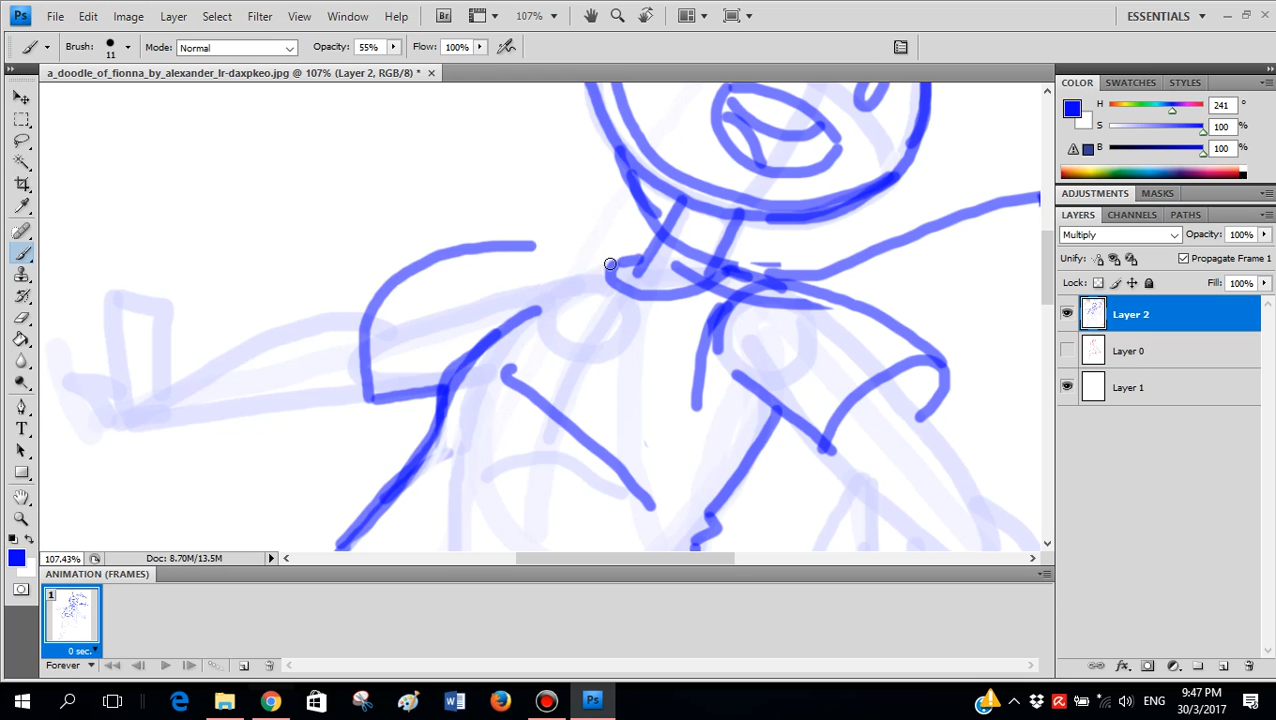 Ps File Edit Image Layer Select Filter Analysis View Window Help Br 107% ESSENTIALS
Brush: 11 Mode: Normal Opacity: 55% Flow: 100%
a_doodle_of_fionna_by_alexander_lr-daxpkeo.jpg @ 107% (Layer 2, RGB/8) *
COLOR SWATCHES STYLES
H 241 °
S 100 %
B 100 %
ADJUSTMENTS MASKS
LAYERS CHANNELS PATHS
Multiply Opacity: 100%
Unify: Propagate Frame 1
Lock: Fill: 100%
Layer 2
Layer 0
Layer 1
107.43% Doc: 8.70M/13.5M
ANIMATION (FRAMES)
1
0 sec.
Forever
ENG
9:47 PM
30/3/2017